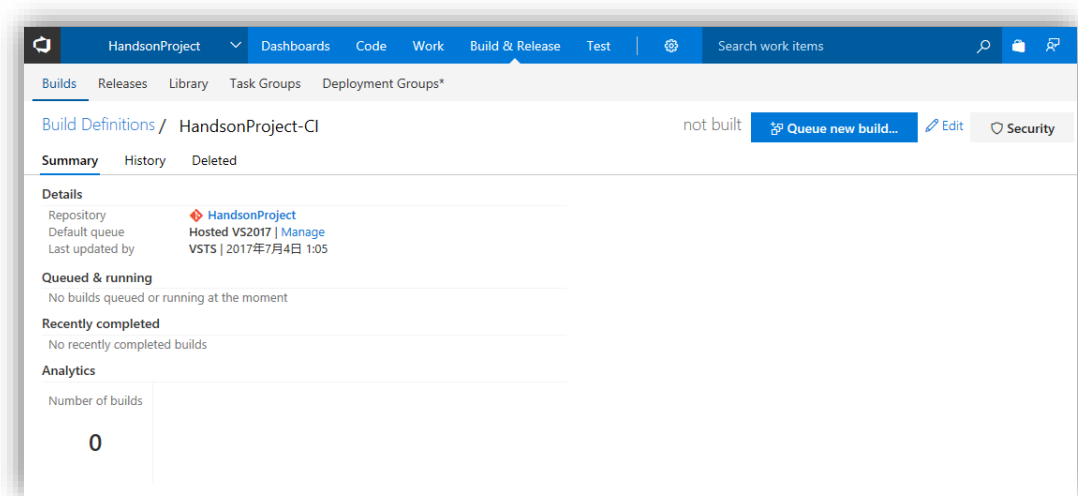 HandsonProject Dashboards Code Work Build & Release Test Search work items
Builds Releases Library Task Groups Deployment Groups*
Build Definitions / HandsonProject-CI not built Queue new build... Edit Security
Summary History Deleted
Details
Repository HandsonProject
Default queue Hosted VS2017 | Manage
Last updated by VSTS | 2017年7月4日 1:05
Queued & running
No builds queued or running at the moment
Recently completed
No recently completed builds
Analytics
Number of builds
0